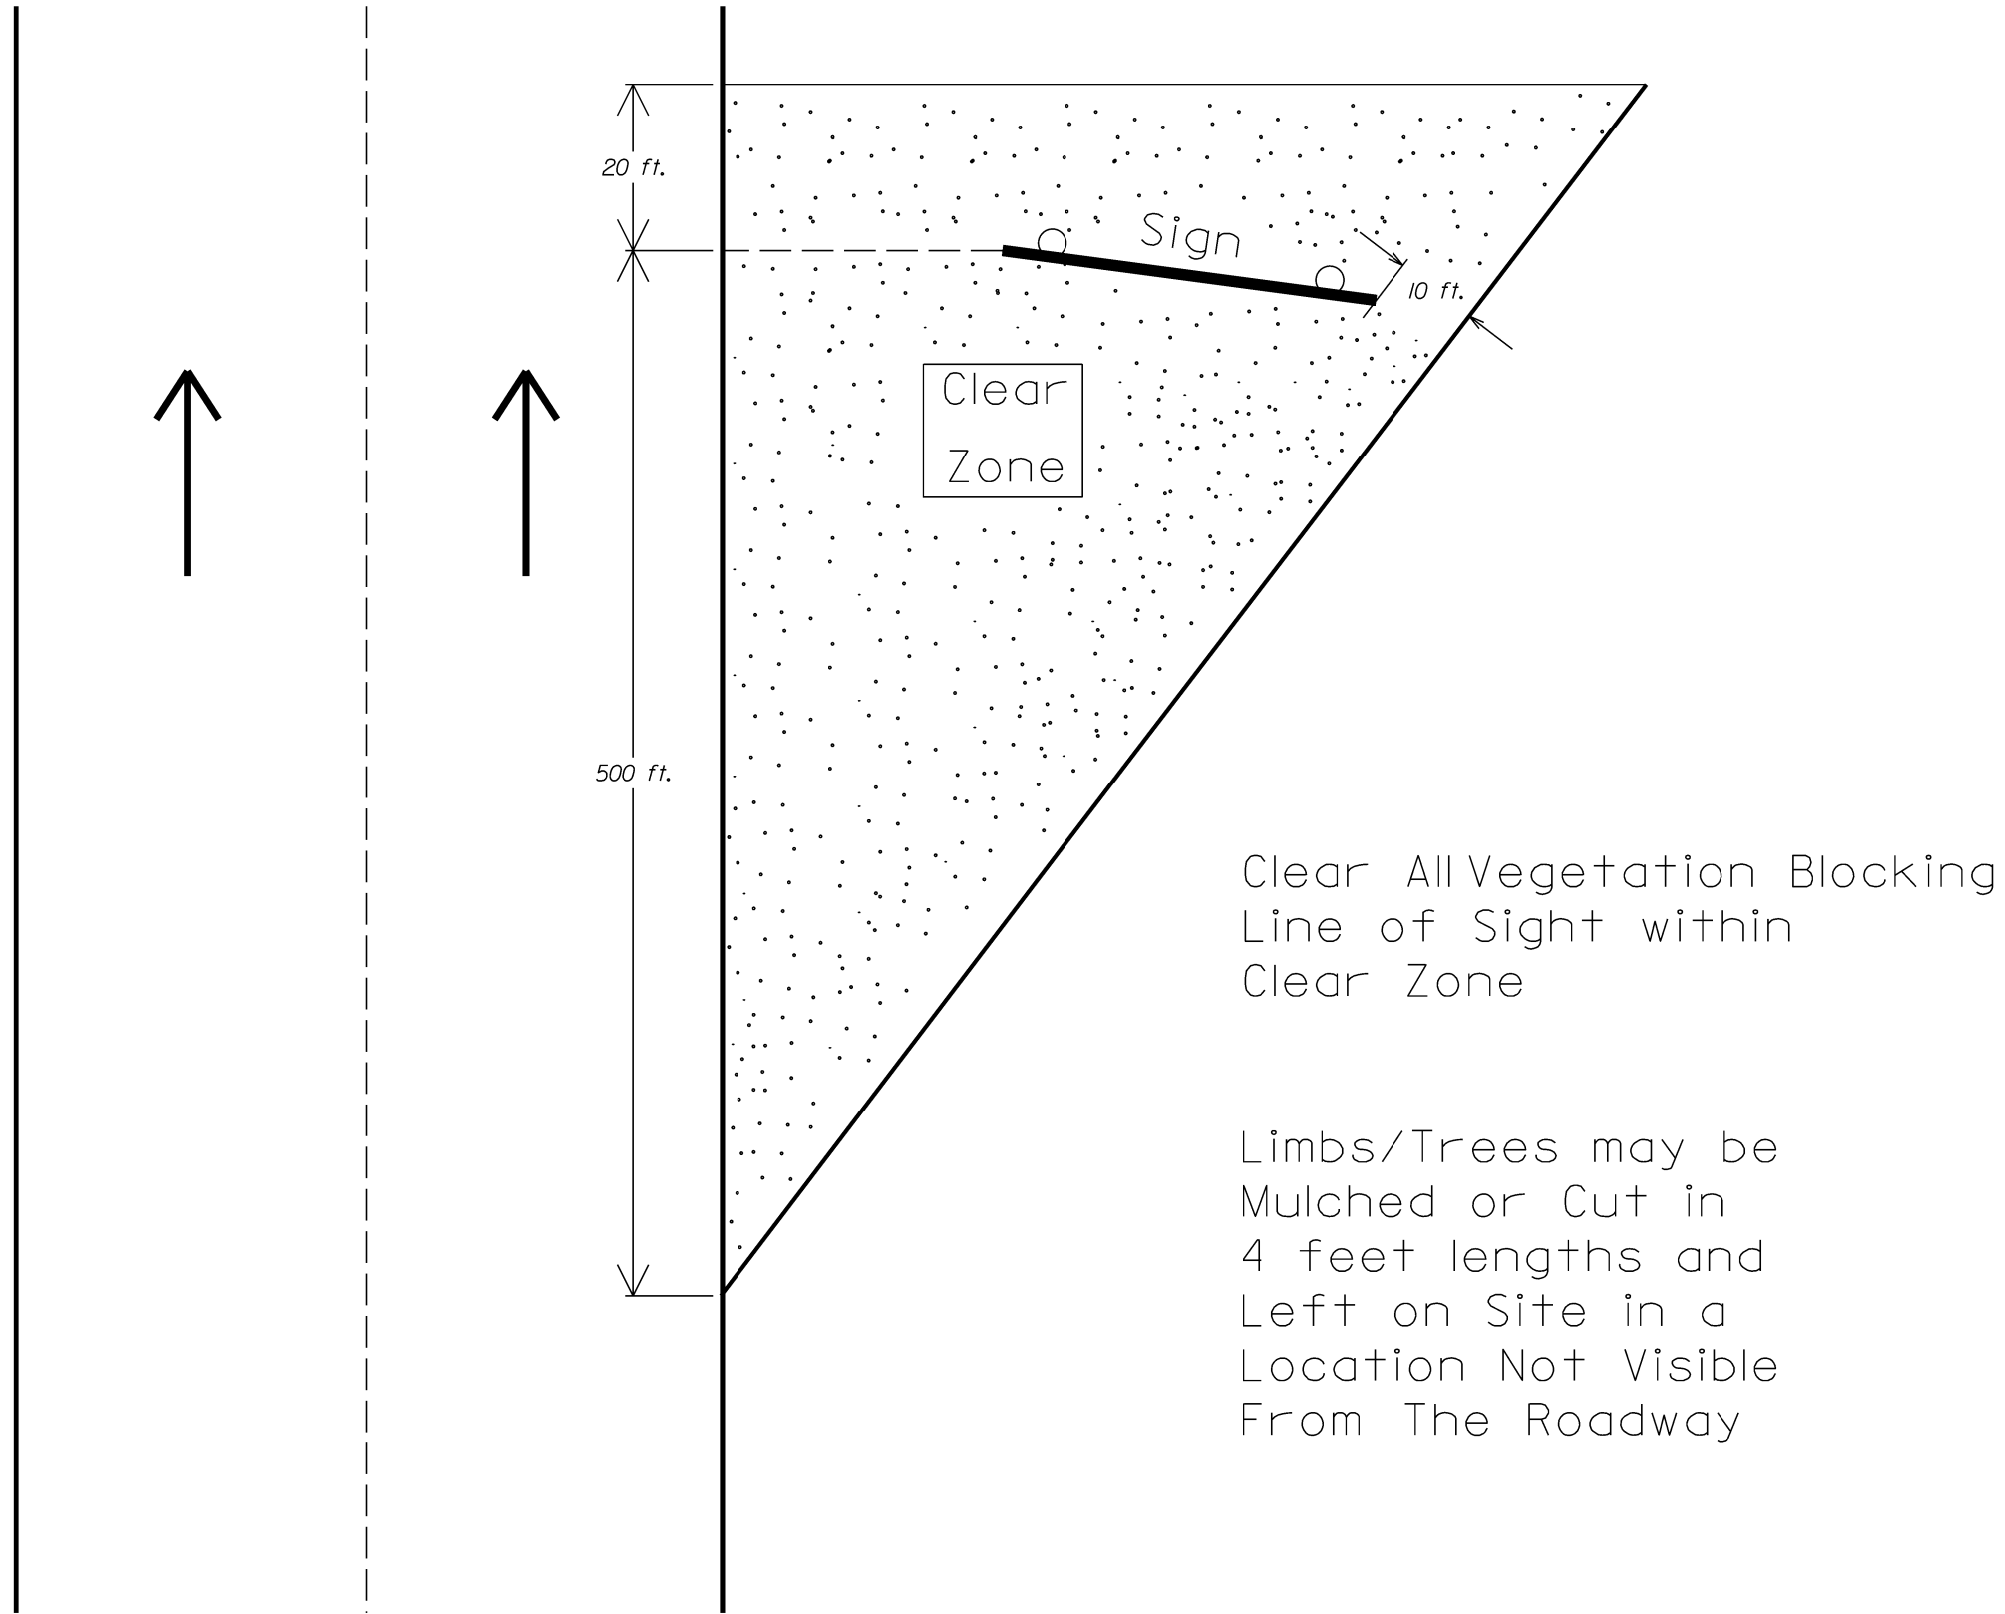 20 ft.
Sign
10 ft.
Clear
Zone
500 ft.
Clear All Vegetation Blocking
Line of Sight within
Clear Zone
Limbs/Trees may be
Mulched or Cut in
4 feet lengths and
Left on Site in a
Location Not Visible
From The Roadway